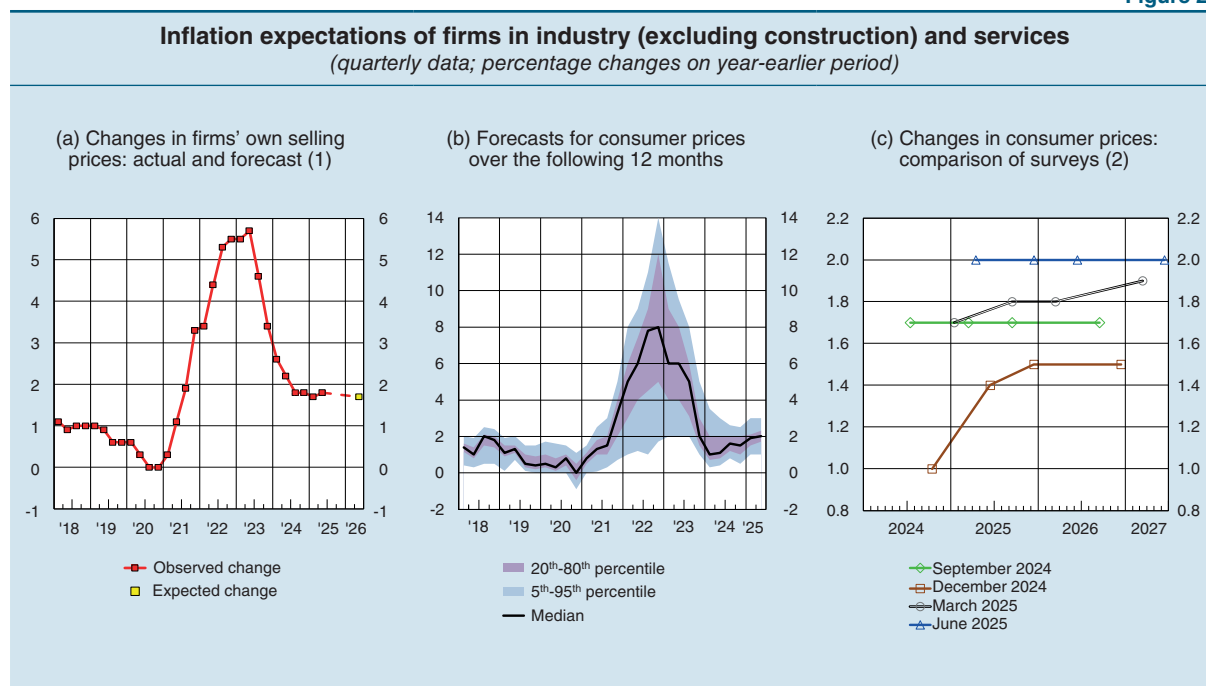 Inflation expectations of firms in industry (excluding construction) and services
(quarterly data; percentage changes on year-earlier period)
(a) Changes in firms' own selling
prices: actual and forecast (1)
6 6
5 5
4 4
3 3
2 2
1 1
0 0
-1 -1
'18 '19 '20 '21 '22 '23 '24 '25 '26
Observed change
Expected change
(b) Forecasts for consumer prices
over the following 12 months
14 14
12 12
10 10
8 8
6 6
4 4
2 2
0 0
-2 -2
'18 '19 '20 '21 '22 '23 '24 '25
20th-80th percentile
5th-95th percentile
Median
(c) Changes in consumer prices:
comparison of surveys (2)
2.2 2.2
2.0 2.0
1.8 1.8
1.6 1.6
1.4 1.4
1.2 1.2
1.0 1.0
0.8 0.8
2024 2025 2026 2027
September 2024
December 2024
March 2025
June 2025